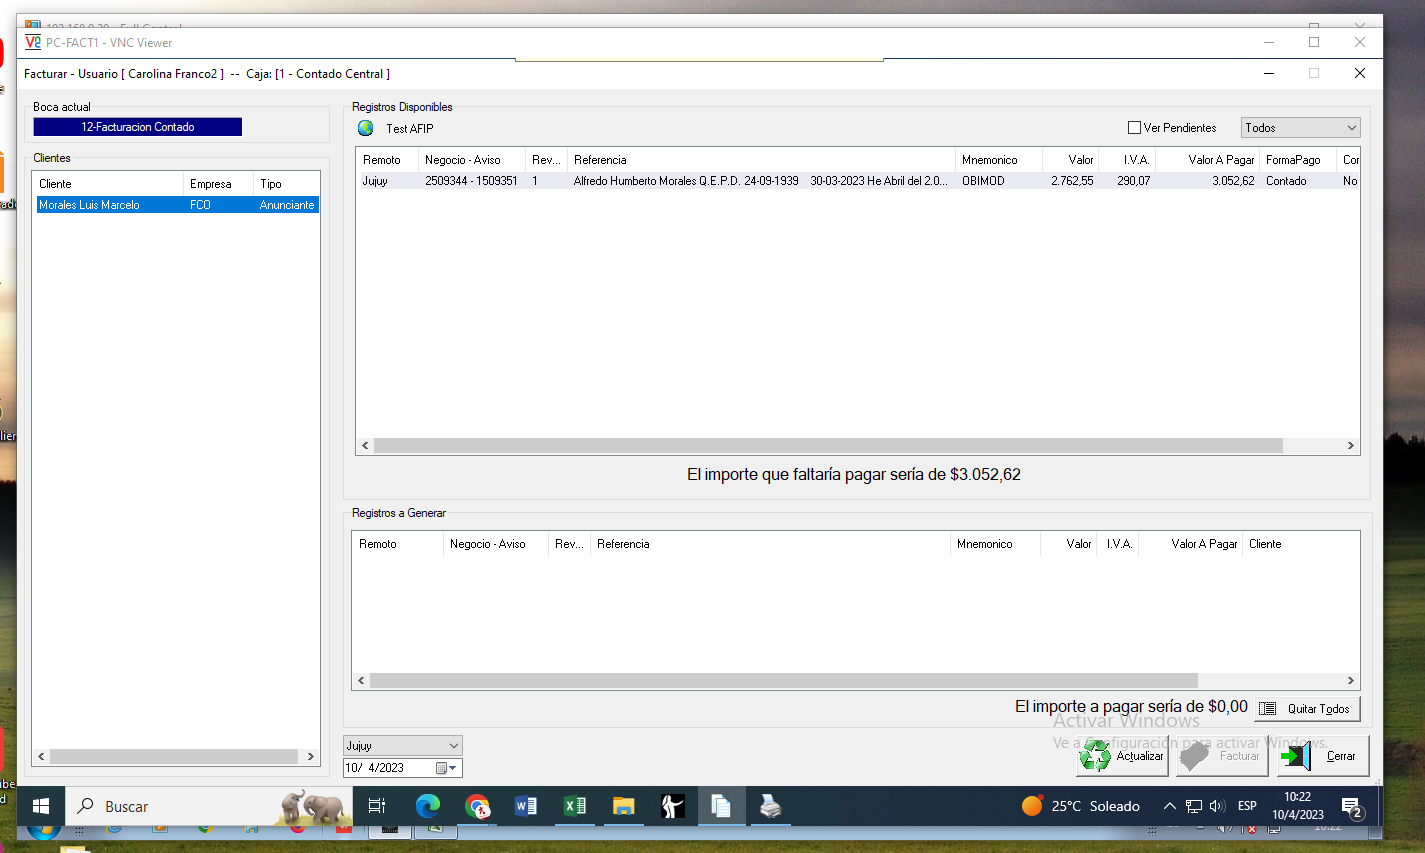 PC-FACT1 - VNC Viewer
Facturar - Usuario [ Carolina Franco2 ] -- Caja: [1 - Contado Central ]
Boca actual
12-Facturacion Contado
Clientes
Cliente Empresa Tipo
Morales Luis Marcelo FCO Anunciante
Registros Disponibles
Test AFIP
Ver Pendientes
Todos
Remoto Negocio - Aviso Rev... Referencia Mnemonico Valor I.V.A. Valor A Pagar FormaPago Cor
Jujuy 2509344 - 1509351 1 Alfredo Humberto Morales Q.E.P.D. 24-09-1939 30-03-2023 He Abril del 2.0... OBIMOD 2.762,55 290,07 3.052,62 Contado No
El importe que faltaría pagar sería de $3.052,62
Registros a Generar
Remoto Negocio - Aviso Rev... Referencia Mnemonico Valor I.V.A. Valor A Pagar Cliente
El importe a pagar sería de $0,00
Quitar Todos
Activar Windows
Ve a Configuración para activar Windows.
Jujuy
10/ 4/2023
Actualizar
Facturar
Cerrar
Buscar
25°C Soleado
ESP
10:22
10/4/2023
2
10:22